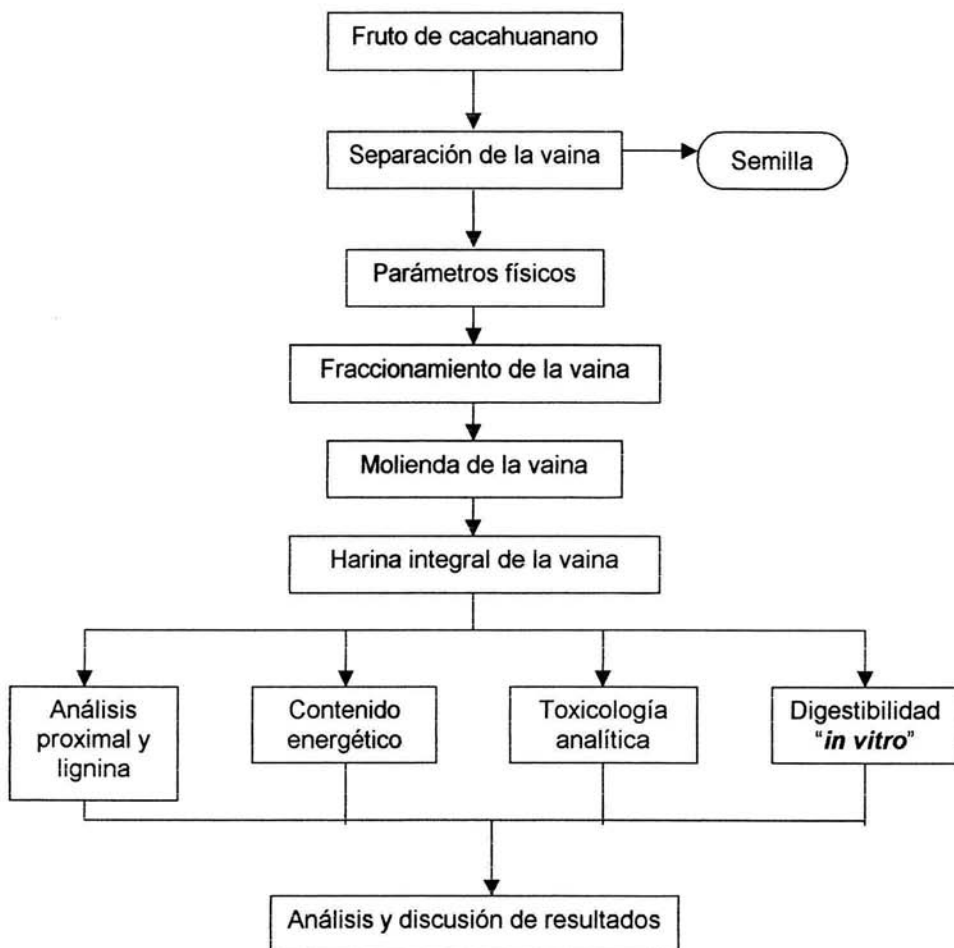 Fruto de cacahuanano
Separación de la vaina
Semilla
Parámetros físicos
Fraccionamiento de la vaina
Molienda de la vaina
Harina integral de la vaina
Análisis
proximal y
lignina
Contenido
energético
Toxicología
analítica
Digestibilidad
“in vitro”
Análisis y discusión de resultados